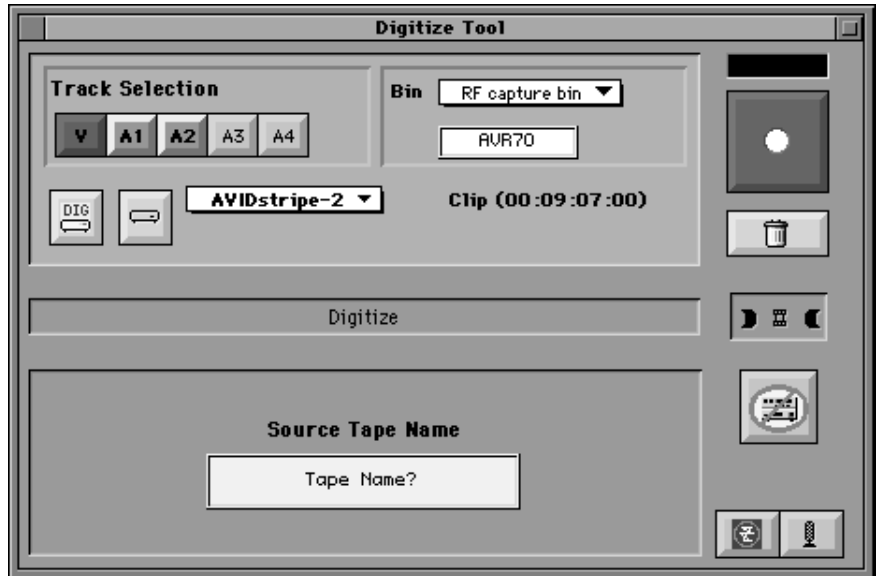 Digitize Tool
Track Selection
V A1 A2 A3 A4
Bin RF capture bin
AVR70
DIG
AVIDstripe-2
Clip (00:09:07:00)
Digitize
Source Tape Name
Tape Name?